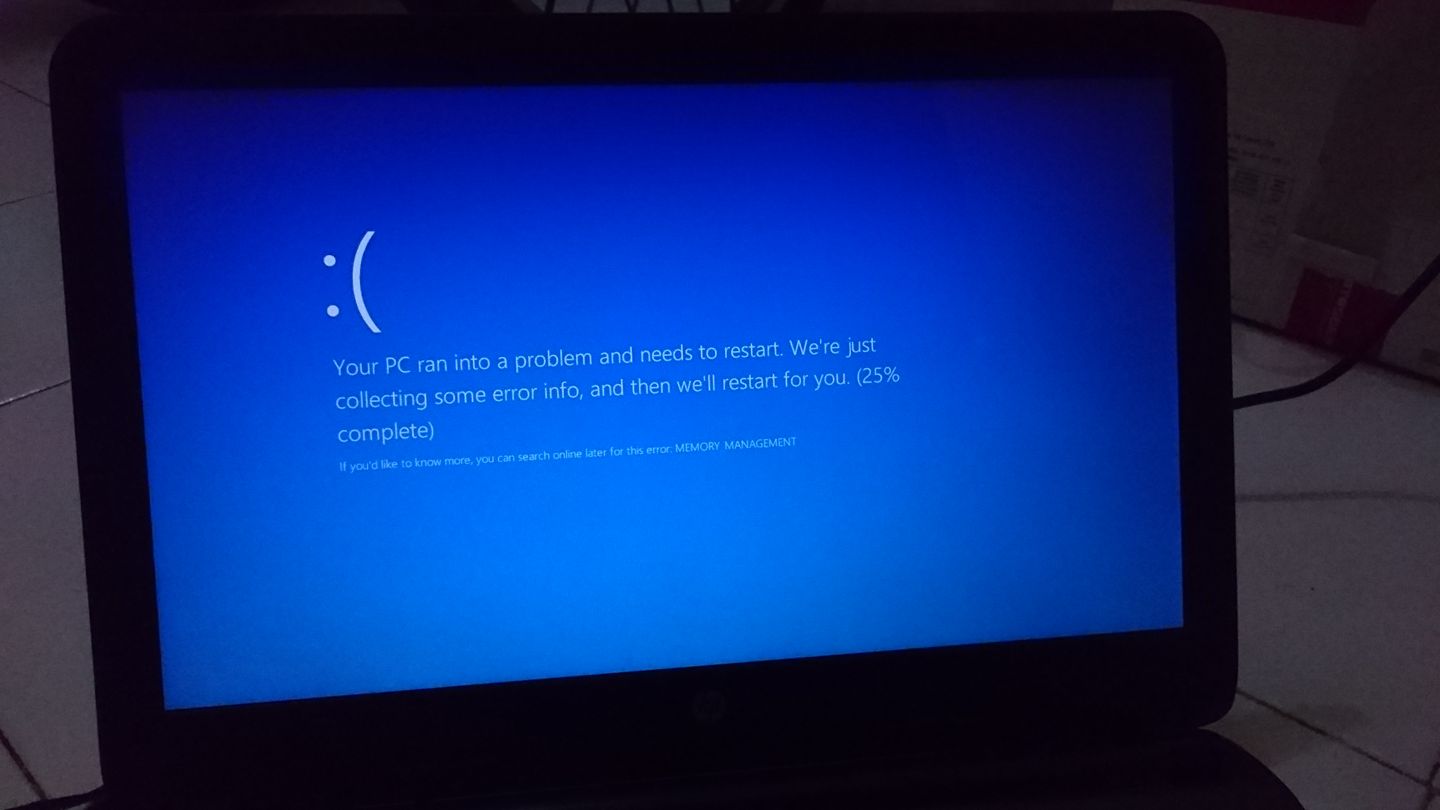 :(
Your PC ran into a problem and needs to restart. We're just
collecting some error info, and then we'll restart for you. (25%
complete)
If you'd like to know more, you can search online later for this error: MEMORY MANAGEMENT
hp